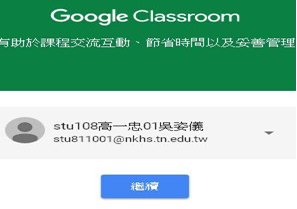 Google Classroom
有助於課程交流互動、節省時間以及妥善管理
stu108高一忠01吳姿儀
stu811001@nkhs.tn.edu.tw
繼續